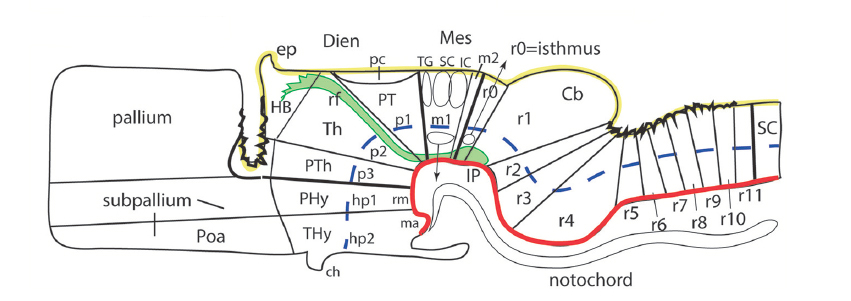 ep
Dien
Mes
r0=isthmus
pc
TG SC IC
m2
HB
rf
PT
r0
Cb
pallium
Th
p1
m1
r1
SC
p2
PTh
p3
IP
r2
PHy
hp1
rm
r3
subpallium
ma
r4
r5
r6
r7
r8
r9
r10
r11
Poa
THy
hp2
ch
notochord